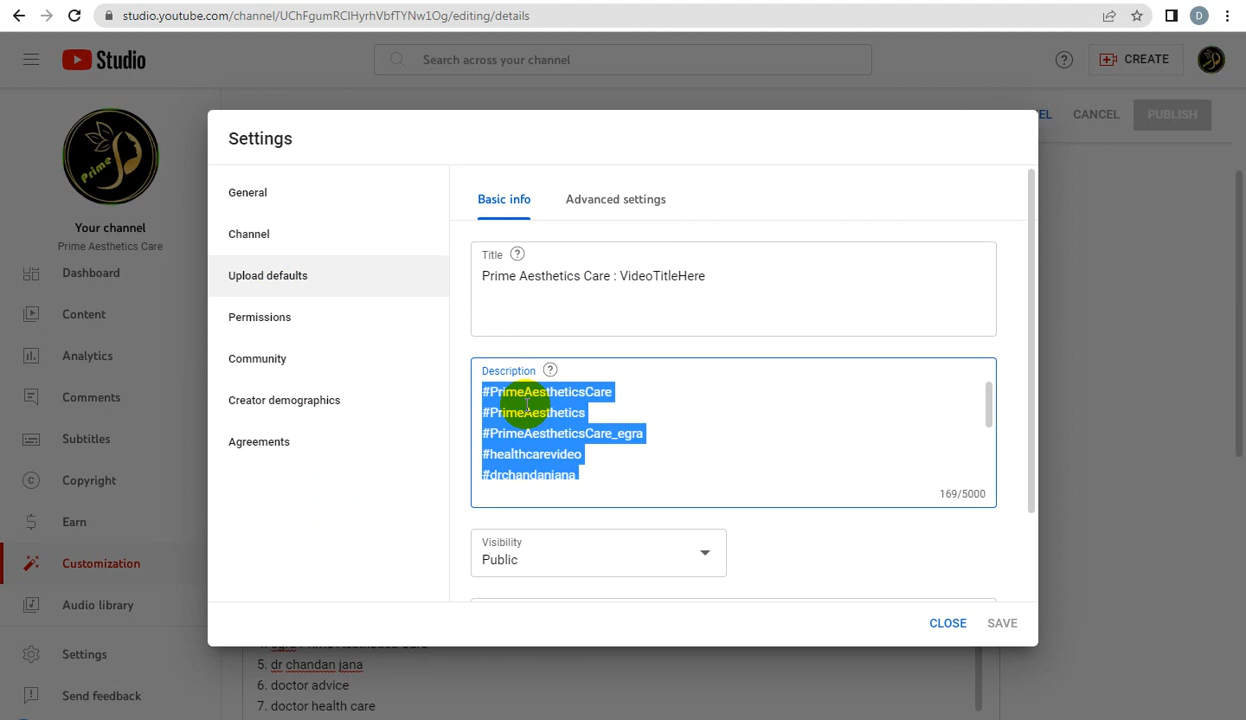 studio.youtube.com/channel/UChFgumRCIHyrhVbfTYNw1Og/editing/details
D
Studio
Search across your channel
CREATE
CANCEL
PUBLISH
Prime
Your channel
Prime Aesthetics Care
Dashboard
Content
Analytics
Comments
Subtitles
Copyright
Earn
Customization
Audio library
Settings
Send feedback
Settings
General
Channel
Upload defaults
Permissions
Community
Creator demographics
Agreements
Basic info
Advanced settings
Title
Prime Aesthetics Care : VideoTitleHere
Description
#PrimeAestheticsCare
#PrimeAesthetics
#PrimeAestheticsCare_egra
#healthcarevideo
#drchandanjana
169/5000
Visibility
Public
CLOSE
SAVE
5. dr chandan jana
6. doctor advice
7. doctor health care